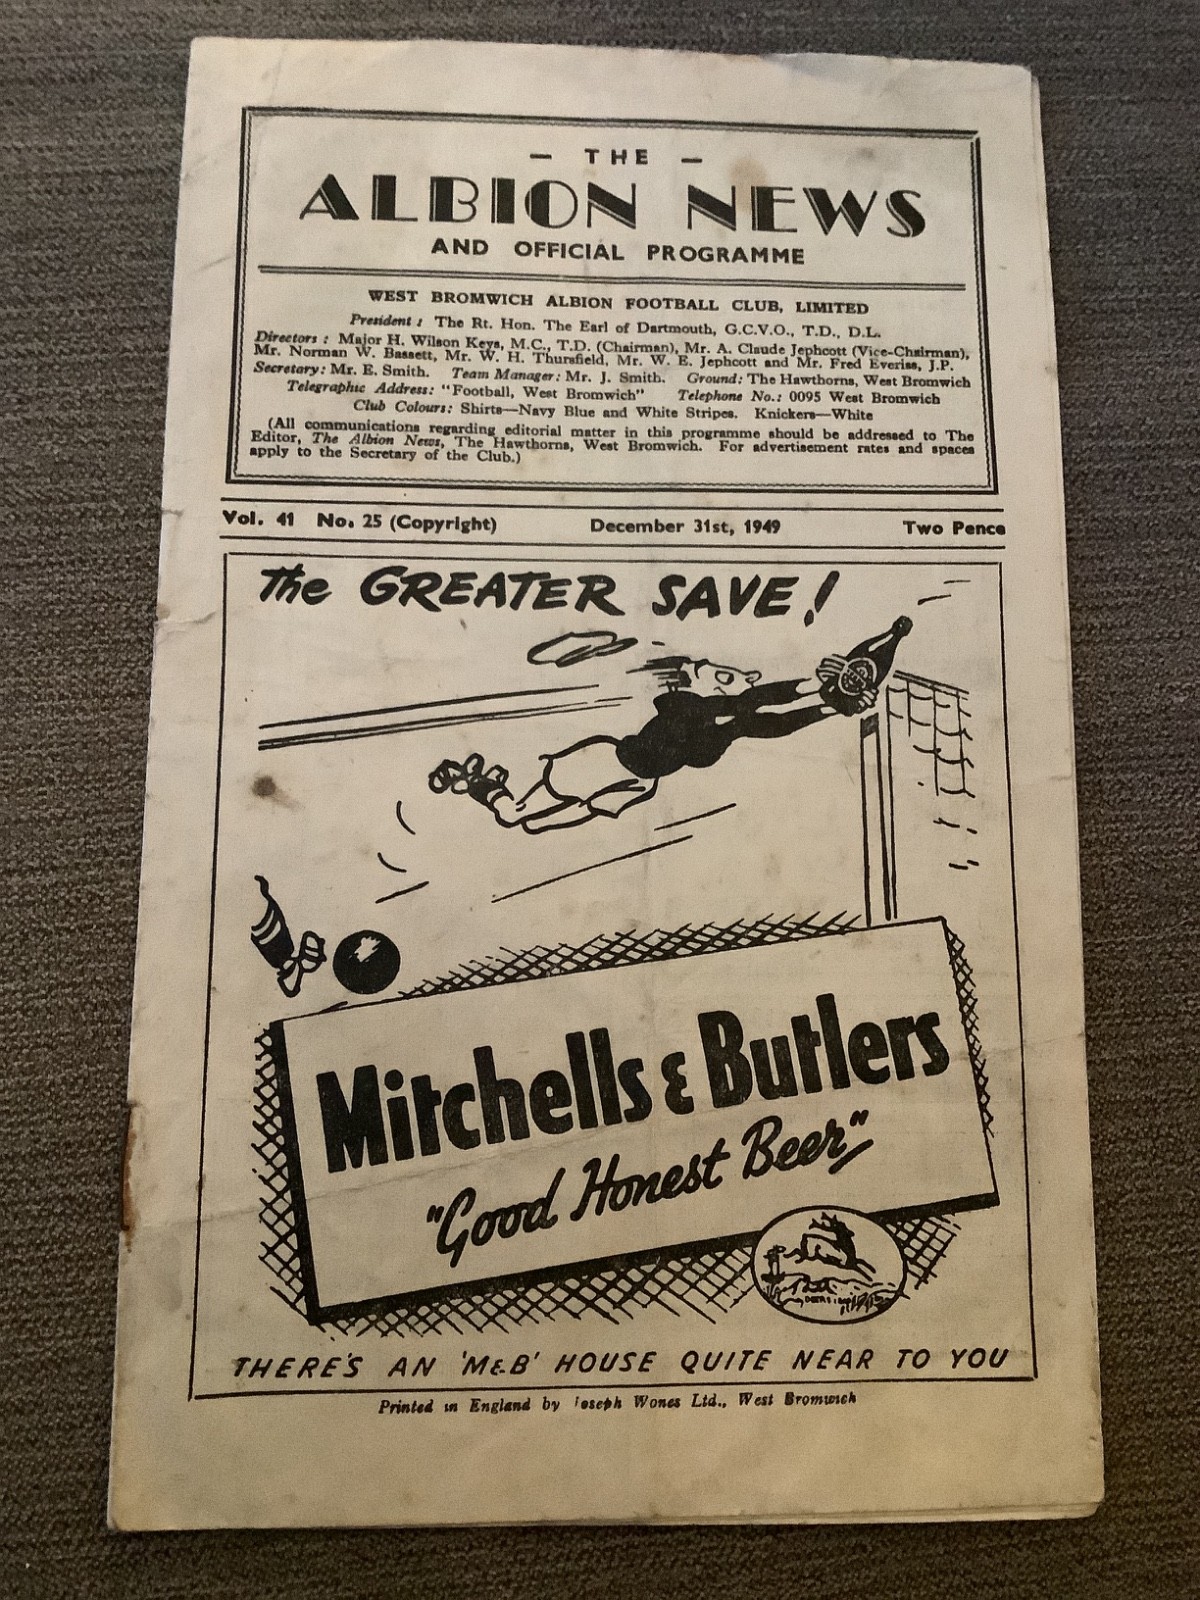 - THE -
ALBION NEWS
AND OFFICIAL PROGRAMME
WEST BROMWICH ALBION FOOTBALL CLUB, LIMITED
President: The Rt. Hon. The Earl of Dartmouth, G.C.V.O., T.D., D.L.
Directors: Major H. Wilson Keys, M.C., T.D. (Chairman), Mr. A. Claude Jephcott (Vice-Chairman),
Mr. Norman W. Bassett, Mr. W. H. Thursfield, Mr. W. E. Jephcott and Mr. Fred Everiss, J.P.
Secretary: Mr. E. Smith. Team Manager: Mr. J. Smith. Ground: The Hawthorns, West Bromwich
Telegraphic Address: "Football, West Bromwich" Telephone No.: 0095 West Bromwich
Club Colours: Shirts—Navy Blue and White Stripes. Knickers—White
(All communications regarding editorial matter in this programme should be addressed to The
Editor, The Albion News, The Hawthorns, West Bromwich. For advertisement rates and spaces
apply to the Secretary of the Club.)
Vol. 41 No. 25 (Copyright) December 31st, 1949 Two Pence
The GREATER SAVE!
Mitchells & Butlers
"Good Honest Beer"
THERE'S AN 'M&B' HOUSE QUITE NEAR TO YOU
Printed in England by Joseph Wones Ltd., West Bromwich